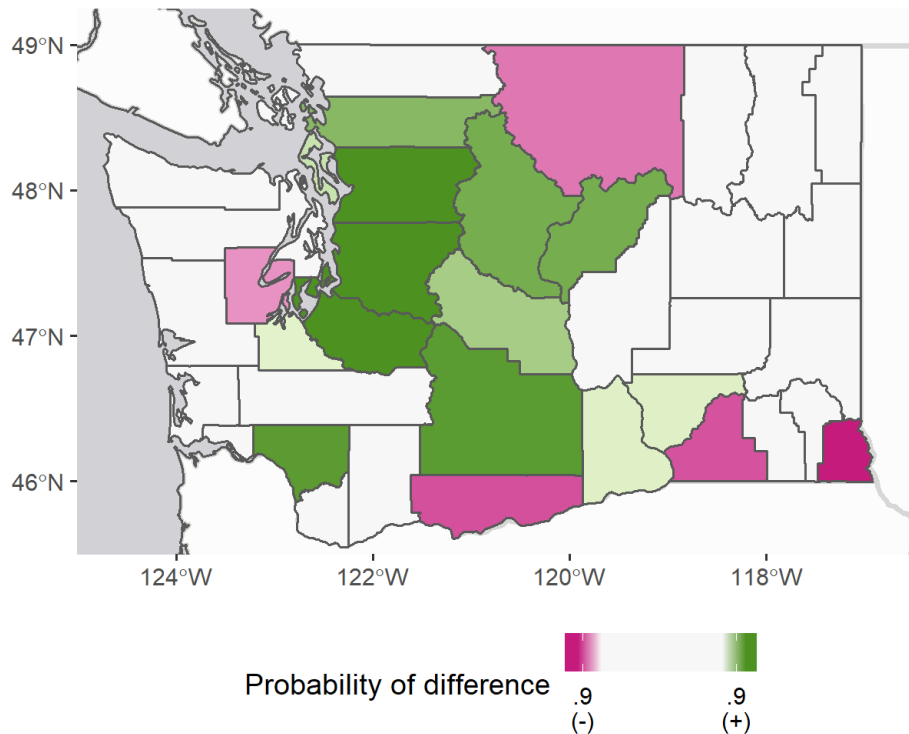 49°N
48°N
47°N
46°N
124°W 122°W 120°W 118°W
Probability of difference
.9 .9
(-) (+)